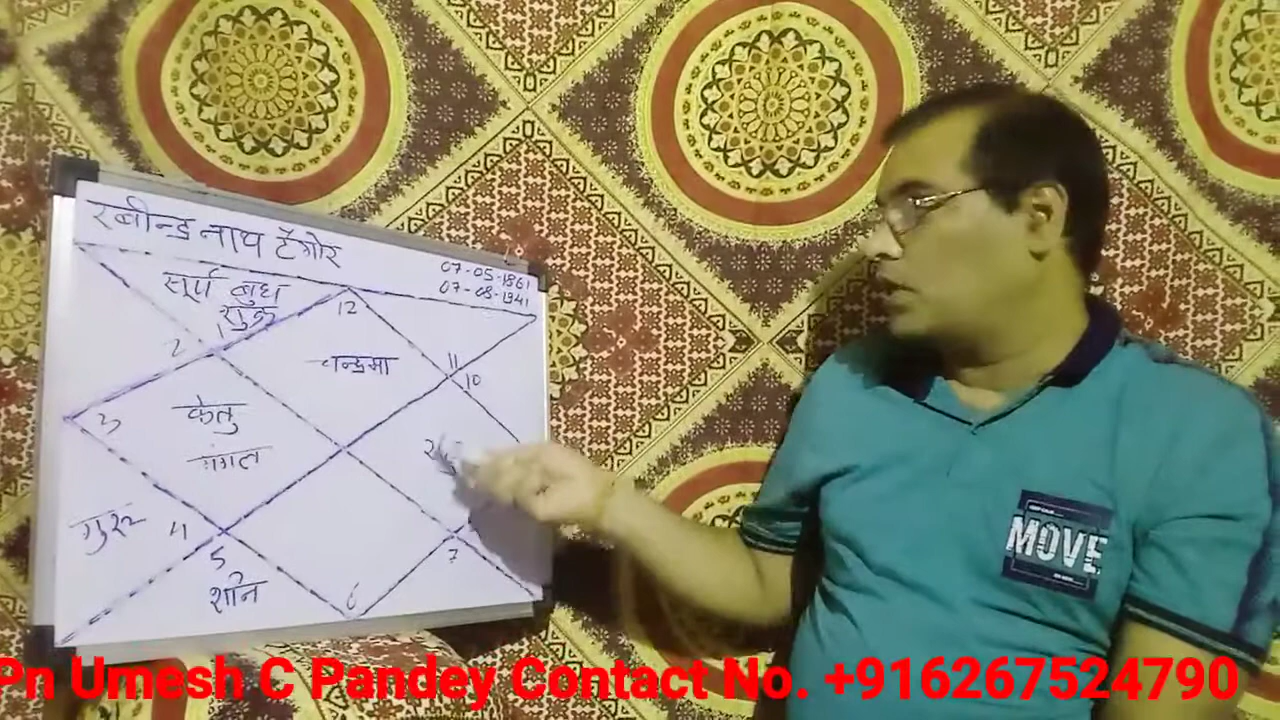 रबीन्द्र नाथ टैगोर
07-05-1861
07-08-1941
सूर्य बुध
शुक्र
1
12
2
चन्द्रमा
11
10
3
केतु
मंगल
गुरु
4
5
7
शनि
6
MOVE
Pn Umesh C Pandey Contact No. +916267524790